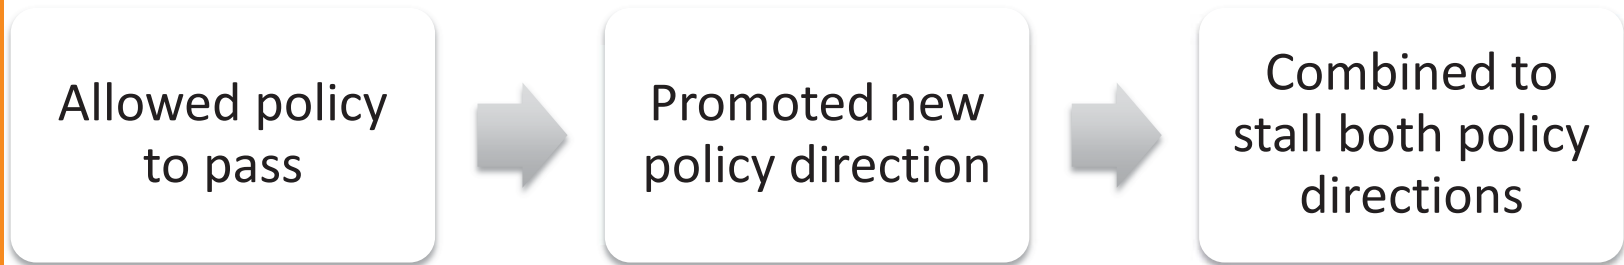 Allowed policy
to pass
Promoted new
policy direction
Combined to
stall both policy
directions